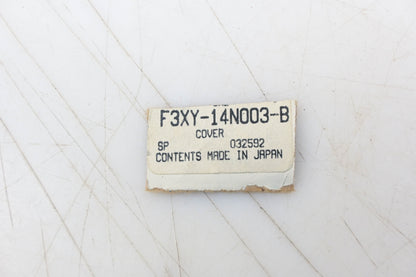 F3XY-14N003-B
COVER
SP 032592
CONTENTS MADE IN JAPAN